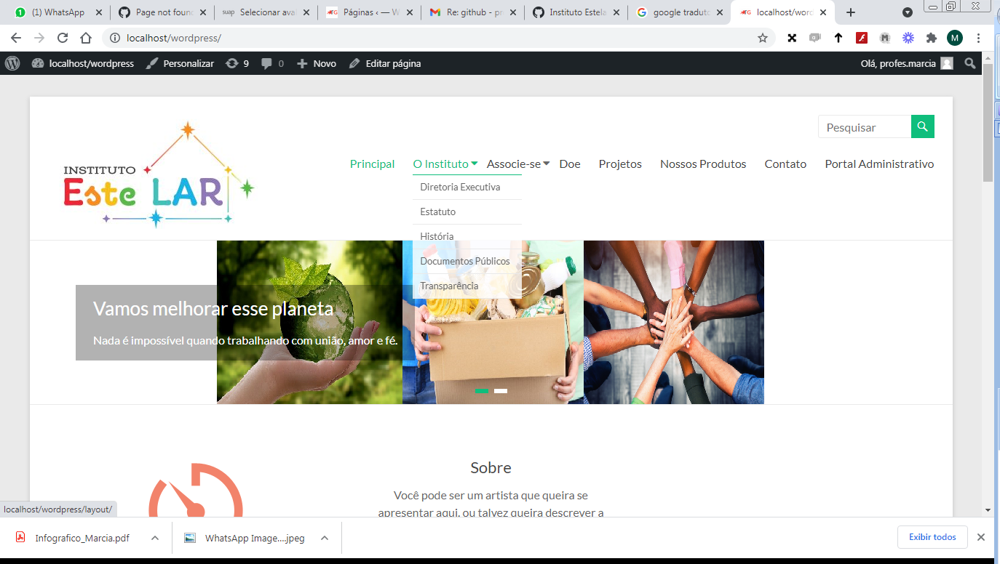 (1) WhatsApp
Page not foun
suap Selecionar ava
Páginas ‹ — W
Re: github - pr
Instituto Estela
google traduto
localhost/word
localhost/wordpress/
M
localhost/wordpress Personalizar 9 0 Novo Editar página Olá, profes.marcia
Pesquisar
INSTITUTO
Este LAR
Principal O Instituto Associe-se Doe Projetos Nossos Produtos Contato Portal Administrativo
Diretoria Executiva
Estatuto
História
Documentos Públicos
Transparência
Vamos melhorar esse planeta
Nada é impossível quando trabalhando com união, amor e fé.
Sobre
Você pode ser um artista que queira se
apresentar aqui, ou talvez queira descrever a
localhost/wordpress/layout/
Infografico_Marcia.pdf WhatsApp Image....jpeg Exibir todos